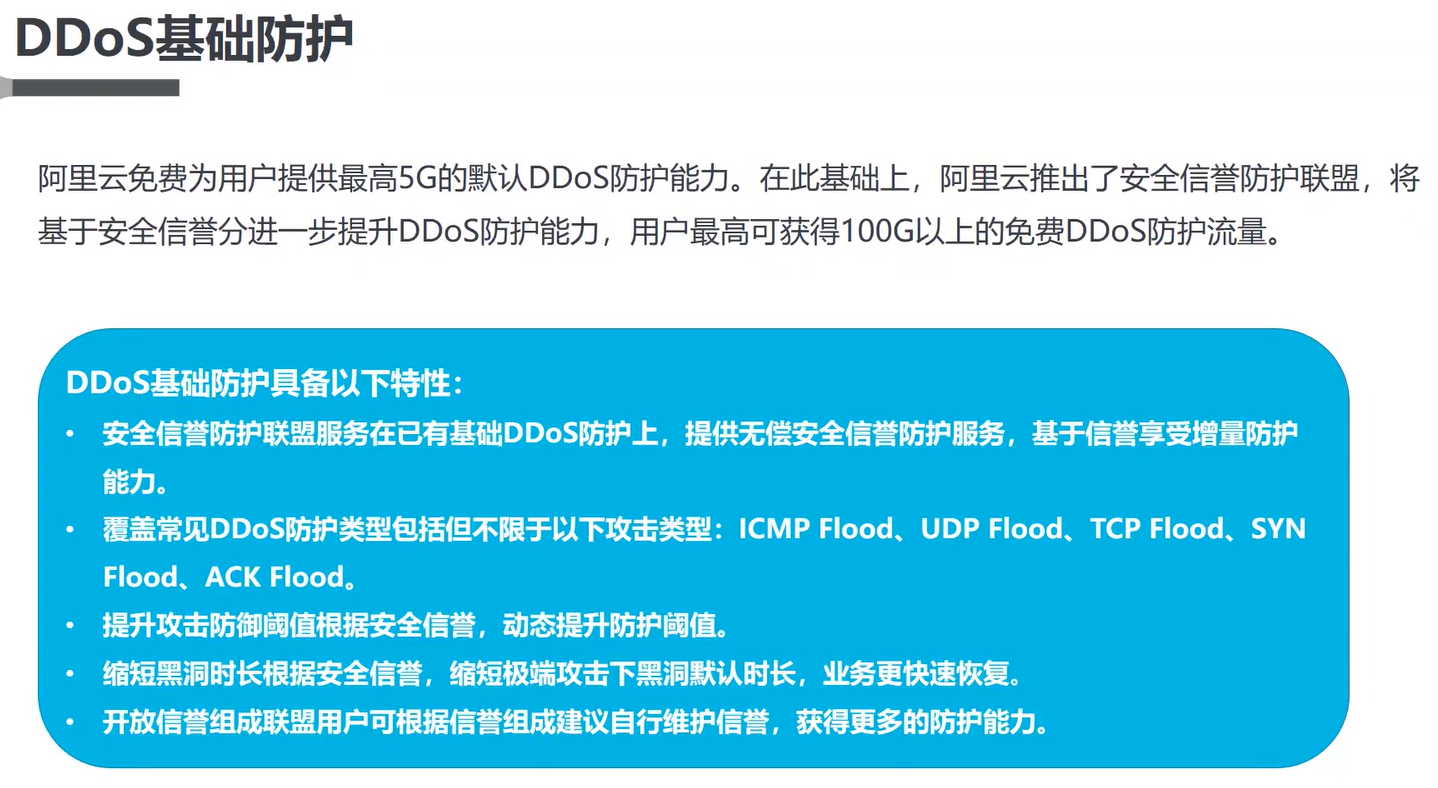 DDoS基础防护
阿里云免费为用户提供最高5G的默认DDoS防护能力。在此基础上，阿里云推出了安全信誉防护联盟，将
基于安全信誉分进一步提升DDoS防护能力，用户最高可获得100G以上的免费DDoS防护流量。
DDoS基础防护具备以下特性：
• 安全信誉防护联盟服务在已有基础DDoS防护上，提供无偿安全信誉防护服务，基于信誉享受增量防护
能力。
• 覆盖常见DDoS防护类型包括但不限于以下攻击类型：ICMP Flood、UDP Flood、TCP Flood、SYN
Flood、ACK Flood。
• 提升攻击防御阈值根据安全信誉，动态提升防护阈值。
• 缩短黑洞时长根据安全信誉，缩短极端攻击下黑洞默认时长，业务更快速恢复。
• 开放信誉组成联盟用户可根据信誉组成建议自行维护信誉，获得更多的防护能力。